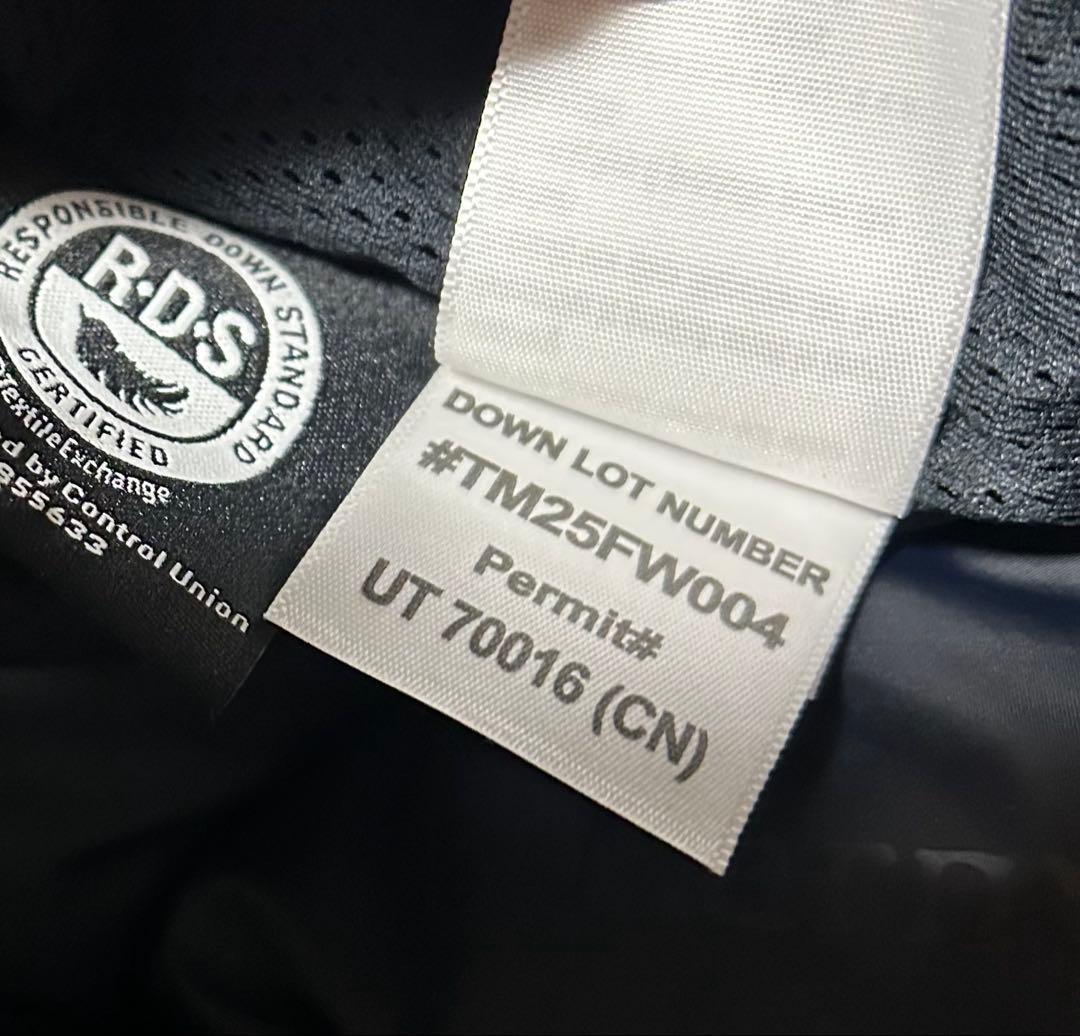 RESPONSIBLE DOWN STANDARD
R·D·S
CERTIFIED
TextileExchange
by Control Union
855633
DOWN LOT NUMBER
#TM25FW004
Permit#
UT 70016 (CN)